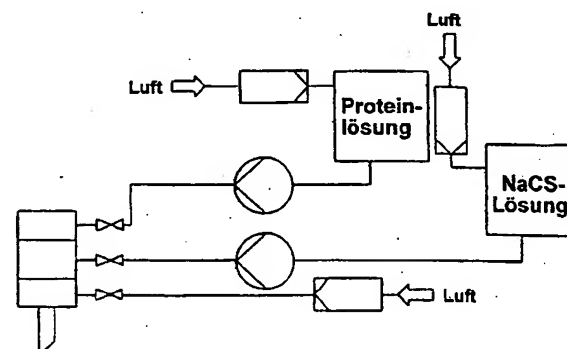 Luft
Luft
Protein-
lösung
NaCS-
Lösung
Luft